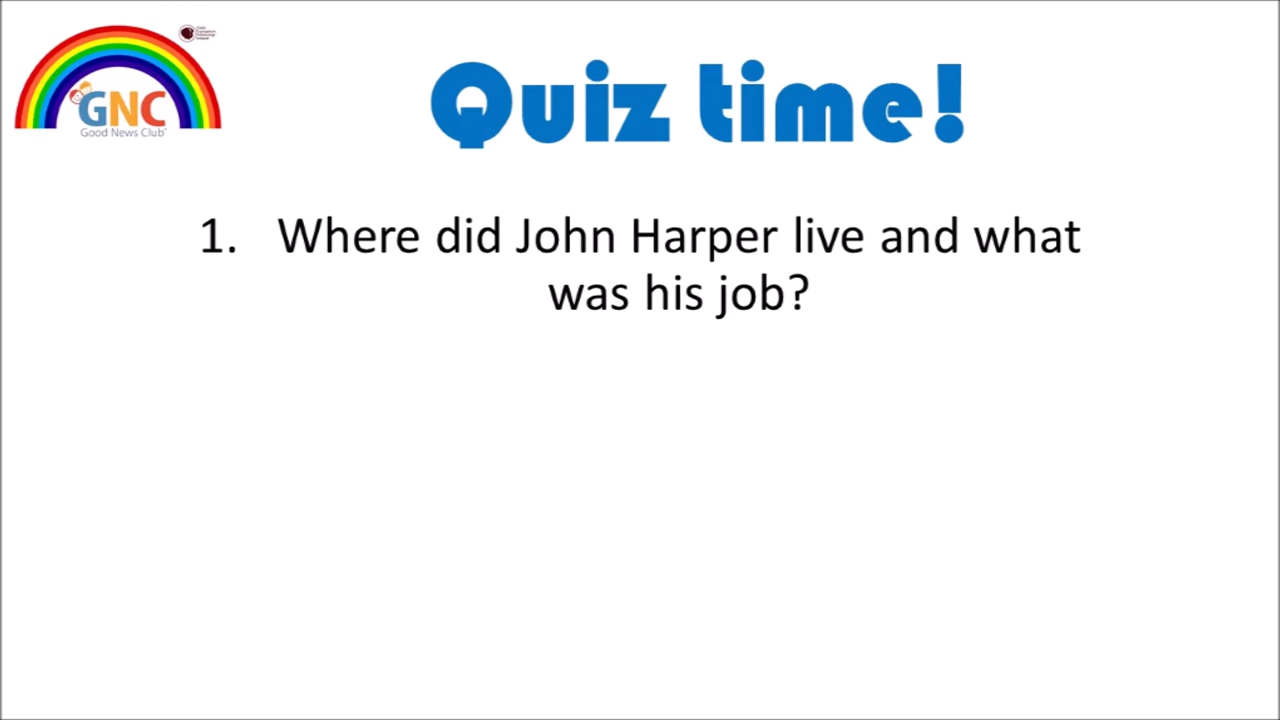 Quiz time!
GNC
Good News Club
1. Where did John Harper live and what
was his job?